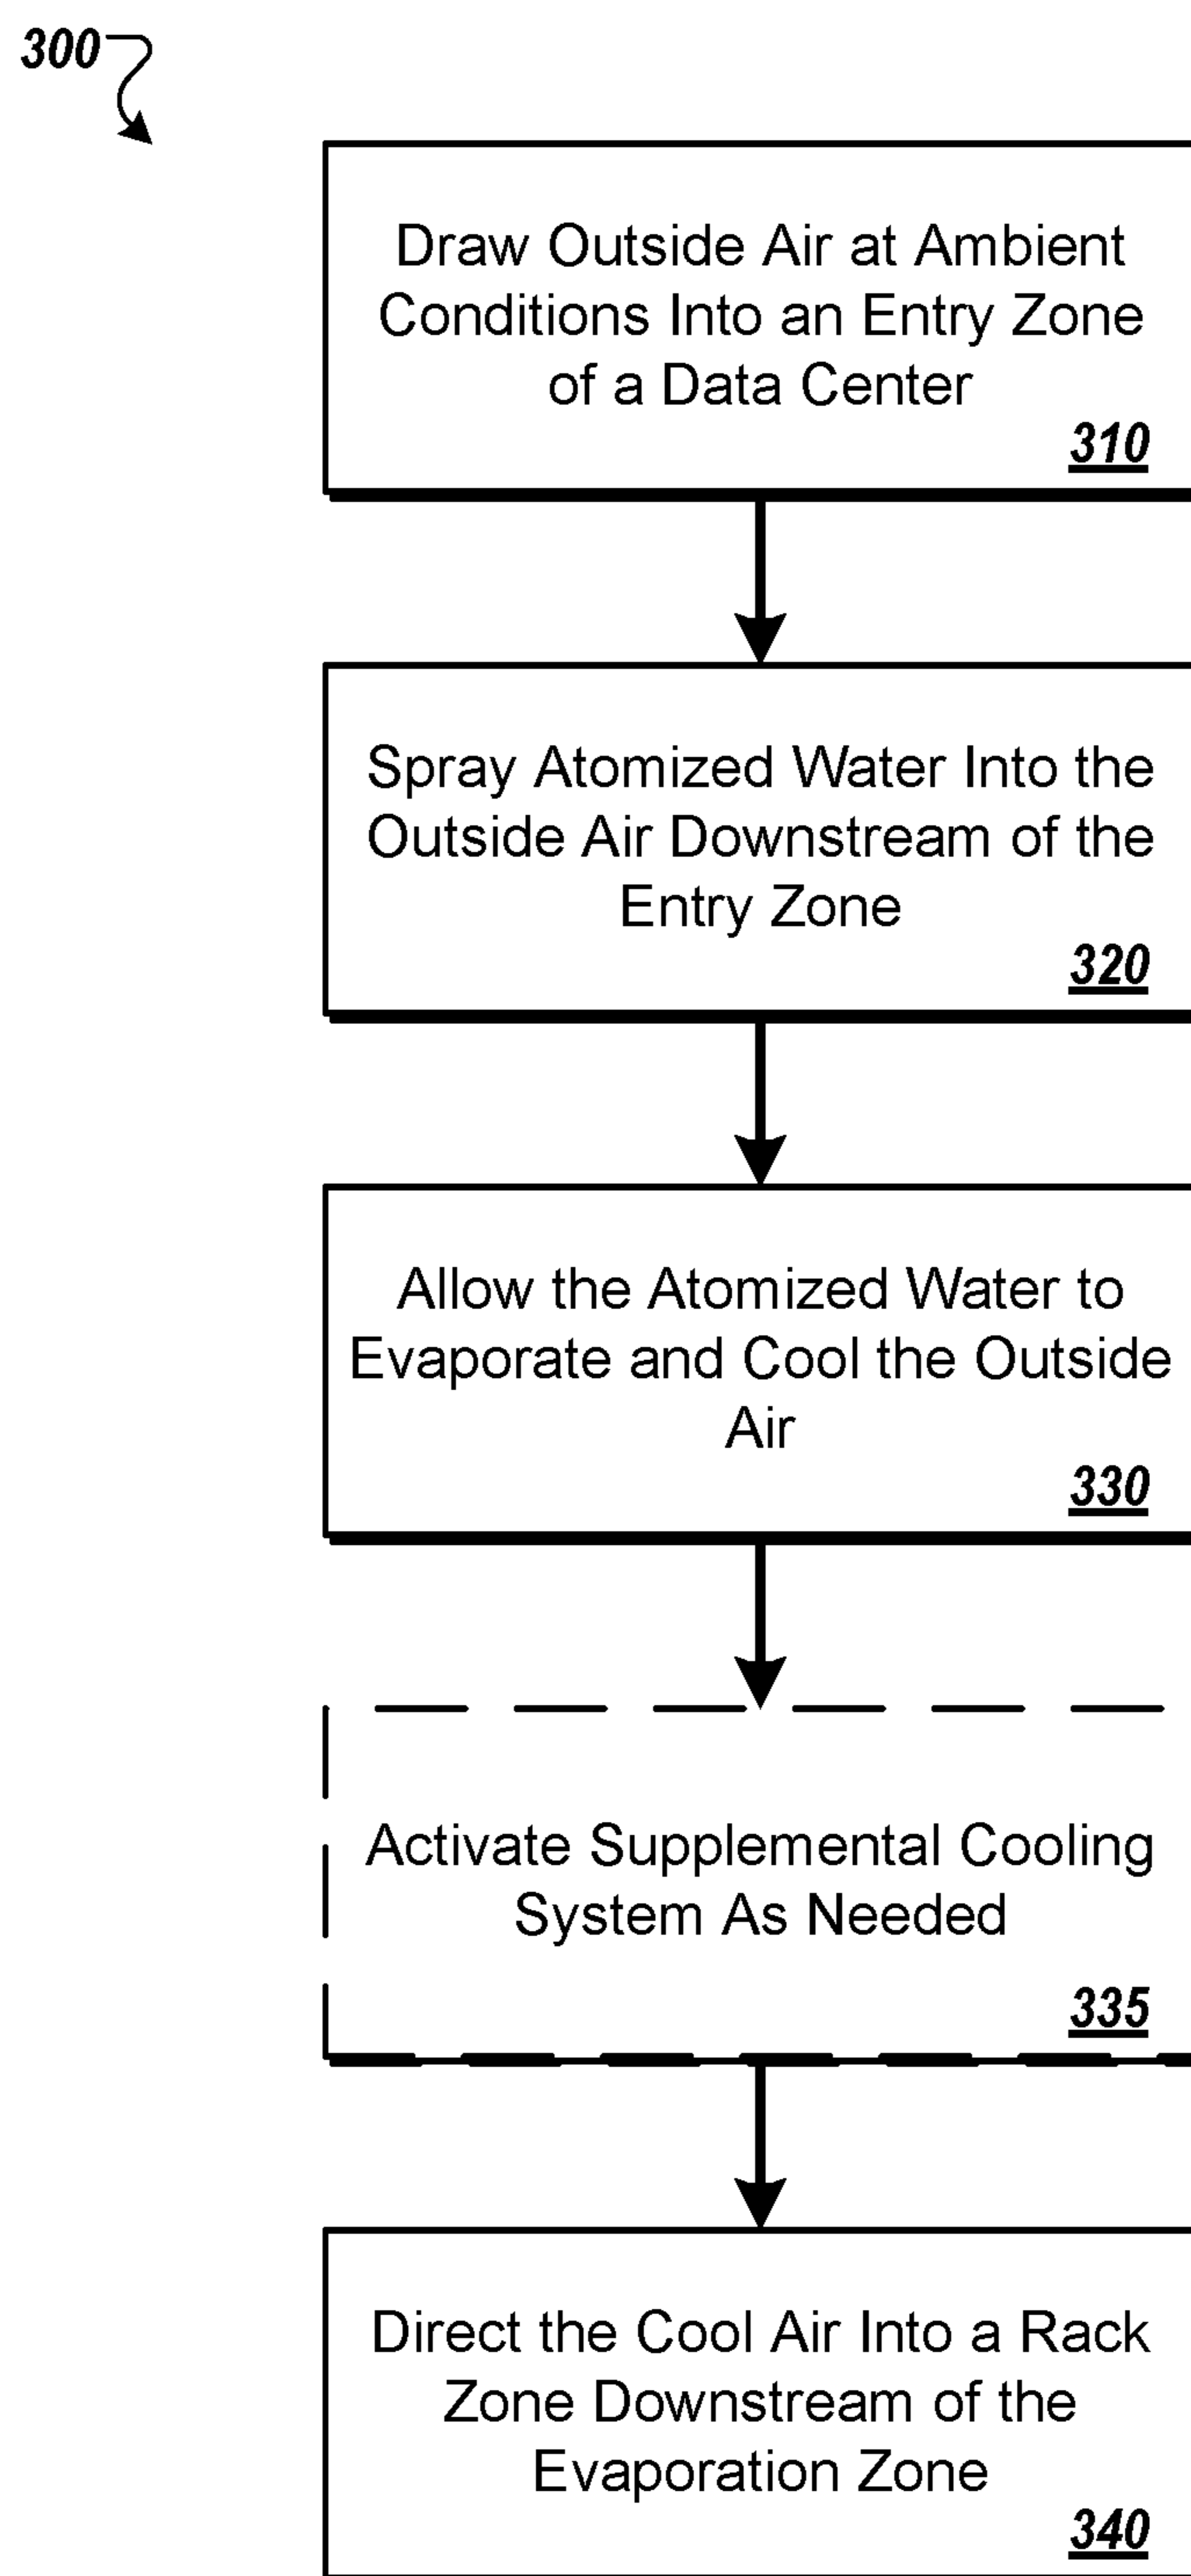 300
Draw Outside Air at Ambient
Conditions Into an Entry Zone
of a Data Center
310
Spray Atomized Water Into the
Outside Air Downstream of the
Entry Zone
320
Allow the Atomized Water to
Evaporate and Cool the Outside
Air
330
Activate Supplemental Cooling
System As Needed
335
Direct the Cool Air Into a Rack
Zone Downstream of the
Evaporation Zone
340